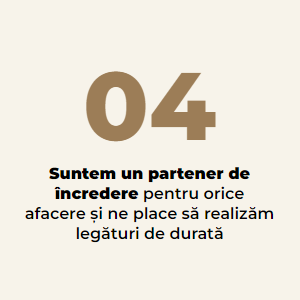 04
Suntem un partener de
încredere pentru orice
afacere și ne place să realizăm
legături de durată